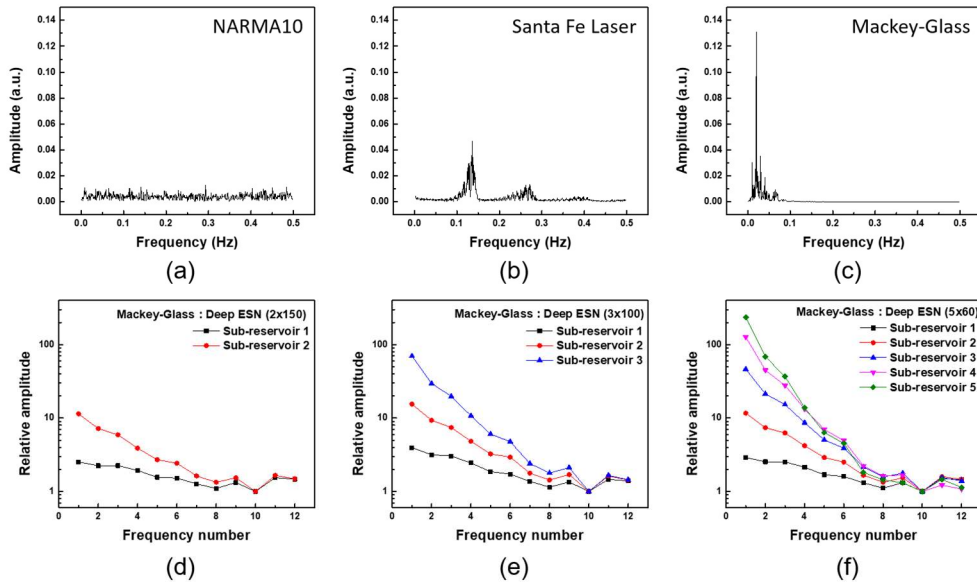 NARMA10
0.14
0.12
0.10
0.08
0.06
0.04
0.02
0.00
Amplitude (a.u.)
0.0 0.1 0.2 0.3 0.4 0.5
Frequency (Hz)
(a)
Santa Fe Laser
0.14
0.12
0.10
0.08
0.06
0.04
0.02
0.00
Amplitude (a.u.)
0.0 0.1 0.2 0.3 0.4 0.5
Frequency (Hz)
(b)
Mackey-Glass
0.14
0.12
0.10
0.08
0.06
0.04
0.02
0.00
Amplitude (a.u.)
0.0 0.1 0.2 0.3 0.4 0.5
Frequency (Hz)
(c)
Mackey-Glass : Deep ESN (2x150)
Sub-reservoir 1
Sub-reservoir 2
100
10
1
Relative amplitude
0 2 4 6 8 10 12
Frequency number
(d)
Mackey-Glass : Deep ESN (3x100)
Sub-reservoir 1
Sub-reservoir 2
Sub-reservoir 3
100
10
1
Relative amplitude
0 2 4 6 8 10 12
Frequency number
(e)
Mackey-Glass : Deep ESN (5x60)
Sub-reservoir 1
Sub-reservoir 2
Sub-reservoir 3
Sub-reservoir 4
Sub-reservoir 5
100
10
1
Relative amplitude
0 2 4 6 8 10 12
Frequency number
(f)